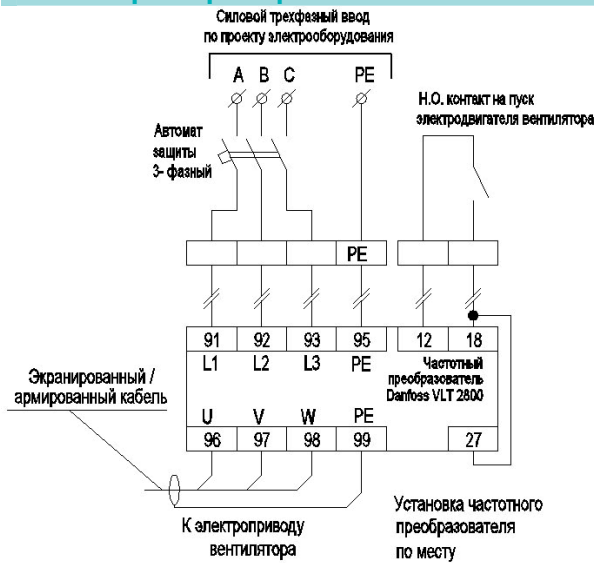 Силовой трехфазный ввод
по проекту электрооборудования
A B C PE
Н.О. контакт на пуск
электродвигателя вентилятора
Автомат
защиты
3- фазный
PE
91 92 93 95 12 18
L1 L2 L3 PE
Частотный
преобразователь
Danfoss VLT 2800
Экранированный /
армированный кабель
U V W PE
96 97 98 99 27
К электроприводу
вентилятора
Установка частотного
преобразователя
по месту